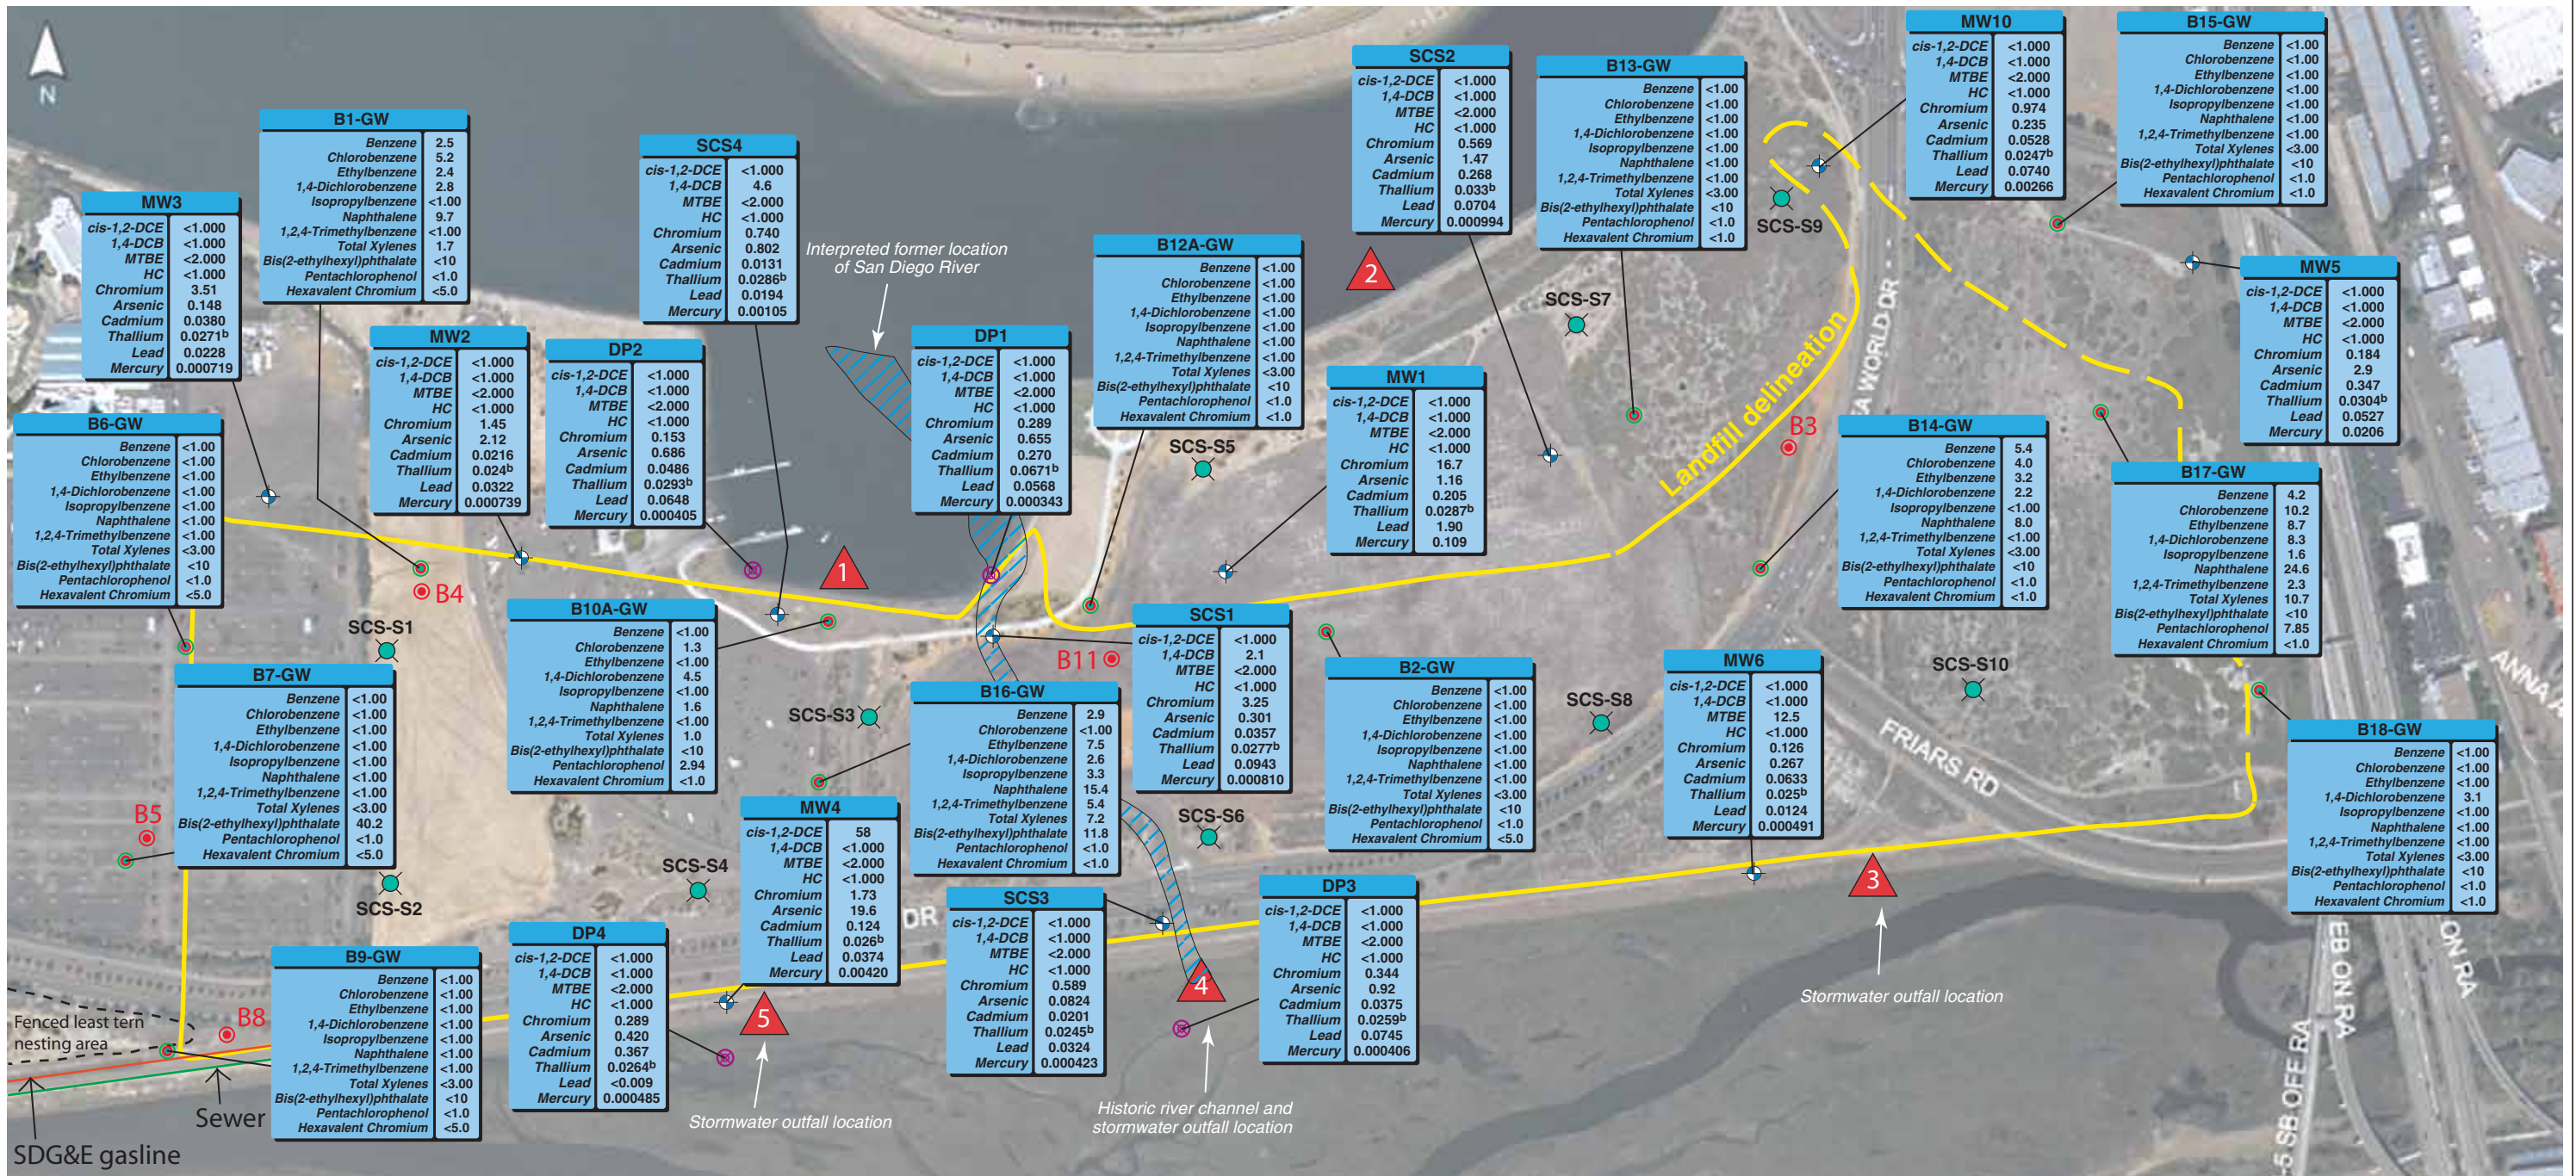 N
MW3
cis-1,2-DCE <1.000
1,4-DCB <1.000
MTBE <2.000
HC <1.000
Chromium 3.51
Arsenic 0.148
Cadmium 0.0380
Thallium 0.0271b
Lead 0.0228
Mercury 0.000719
B1-GW
Benzene 2.5
Chlorobenzene 5.2
Ethylbenzene 2.4
1,4-Dichlorobenzene 2.8
Isopropylbenzene <1.00
Naphthalene 9.7
1,2,4-Trimethylbenzene <1.00
Total Xylenes 1.7
Bis(2-ethylhexyl)phthalate <10
Pentachlorophenol <1.0
Hexavalent Chromium <5.0
SCS4
cis-1,2-DCE <1.000
1,4-DCB 4.6
MTBE <2.000
HC <1.000
Chromium 0.740
Arsenic 0.802
Cadmium 0.0131
Thallium 0.0286b
Lead 0.0194
Mercury 0.00105
Interpreted former location
of San Diego River
SCS2
cis-1,2-DCE <1.000
1,4-DCB <1.000
MTBE <2.000
HC <1.000
Chromium 0.569
Arsenic 1.47
Cadmium 0.268
Thallium 0.033b
Lead 0.0704
Mercury 0.000994
B13-GW
Benzene <1.00
Chlorobenzene <1.00
Ethylbenzene <1.00
1,4-Dichlorobenzene <1.00
Isopropylbenzene <1.00
Naphthalene <1.00
1,2,4-Trimethylbenzene <1.00
Total Xylenes <3.00
Bis(2-ethylhexyl)phthalate <10
Pentachlorophenol <1.0
Hexavalent Chromium <1.0
MW10
cis-1,2-DCE <1.000
1,4-DCB <1.000
MTBE <2.000
HC <1.000
Chromium 0.974
Arsenic 0.235
Cadmium 0.0528
Thallium 0.0247b
Lead 0.0740
Mercury 0.00266
B15-GW
Benzene <1.00
Chlorobenzene <1.00
Ethylbenzene <1.00
1,4-Dichlorobenzene <1.00
Isopropylbenzene <1.00
Naphthalene <1.00
1,2,4-Trimethylbenzene <1.00
Total Xylenes <3.00
Bis(2-ethylhexyl)phthalate <10
Pentachlorophenol <1.0
Hexavalent Chromium <1.0
SCS-S9
2
SCS-S7
MW5
cis-1,2-DCE <1.000
1,4-DCB <1.000
MTBE <2.000
HC <1.000
Chromium 0.184
Arsenic 2.9
Cadmium 0.347
Thallium 0.0304b
Lead 0.0527
Mercury 0.0206
B12A-GW
Benzene <1.00
Chlorobenzene <1.00
Ethylbenzene <1.00
1,4-Dichlorobenzene <1.00
Isopropylbenzene <1.00
Naphthalene <1.00
1,2,4-Trimethylbenzene <1.00
Total Xylenes <3.00
Bis(2-ethylhexyl)phthalate <10
Pentachlorophenol <1.0
Hexavalent Chromium <1.0
MW2
cis-1,2-DCE <1.000
1,4-DCB <1.000
MTBE <2.000
HC <1.000
Chromium 1.45
Arsenic 2.12
Cadmium 0.0216
Thallium 0.024b
Lead 0.0322
Mercury 0.000739
DP2
cis-1,2-DCE <1.000
1,4-DCB <1.000
MTBE <2.000
HC <1.000
Chromium 0.153
Arsenic 0.686
Cadmium 0.0486
Thallium 0.0293b
Lead 0.0648
Mercury 0.000405
DP1
cis-1,2-DCE <1.000
1,4-DCB <1.000
MTBE <2.000
HC <1.000
Chromium 0.289
Arsenic 0.655
Cadmium 0.270
Thallium 0.0671b
Lead 0.0568
Mercury 0.000343
SCS-S5
MW1
cis-1,2-DCE <1.000
1,4-DCB <1.000
MTBE <2.000
HC <1.000
Chromium 16.7
Arsenic 1.16
Cadmium 0.205
Thallium 0.0287b
Lead 1.90
Mercury 0.109
Landfill delineation
EA WORLD DR
B3
B6-GW
Benzene <1.00
Chlorobenzene <1.00
Ethylbenzene <1.00
1,4-Dichlorobenzene <1.00
Isopropylbenzene <1.00
Naphthalene <1.00
1,2,4-Trimethylbenzene <1.00
Total Xylenes <3.00
Bis(2-ethylhexyl)phthalate <10
Pentachlorophenol <1.0
Hexavalent Chromium <5.0
B14-GW
Benzene 5.4
Chlorobenzene 4.0
Ethylbenzene 3.2
1,4-Dichlorobenzene 2.2
Isopropylbenzene <1.00
Naphthalene 8.0
1,2,4-Trimethylbenzene <1.00
Total Xylenes <3.00
Bis(2-ethylhexyl)phthalate <10
Pentachlorophenol <1.0
Hexavalent Chromium <1.0
B17-GW
Benzene 4.2
Chlorobenzene 10.2
Ethylbenzene 8.7
1,4-Dichlorobenzene 8.3
Isopropylbenzene 1.6
Naphthalene 24.6
1,2,4-Trimethylbenzene 2.3
Total Xylenes 10.7
Bis(2-ethylhexyl)phthalate <10
Pentachlorophenol 7.85
Hexavalent Chromium <1.0
B4
1
SCS-S1
B10A-GW
Benzene <1.00
Chlorobenzene 1.3
Ethylbenzene <1.00
1,4-Dichlorobenzene 4.5
Isopropylbenzene <1.00
Naphthalene 1.6
1,2,4-Trimethylbenzene <1.00
Total Xylenes 1.0
Bis(2-ethylhexyl)phthalate <10
Pentachlorophenol 2.94
Hexavalent Chromium <1.0
B11
SCS1
cis-1,2-DCE <1.000
1,4-DCB 2.1
MTBE <2.000
HC <1.000
Chromium 3.25
Arsenic 0.301
Cadmium 0.0357
Thallium 0.0277b
Lead 0.0943
Mercury 0.000810
B2-GW
Benzene <1.00
Chlorobenzene <1.00
Ethylbenzene <1.00
1,4-Dichlorobenzene <1.00
Isopropylbenzene <1.00
Naphthalene <1.00
1,2,4-Trimethylbenzene <1.00
Total Xylenes <3.00
Bis(2-ethylhexyl)phthalate <10
Pentachlorophenol <1.0
Hexavalent Chromium <5.0
SCS-S8
MW6
cis-1,2-DCE <1.000
1,4-DCB <1.000
MTBE 12.5
HC <1.000
Chromium 0.126
Arsenic 0.267
Cadmium 0.0633
Thallium 0.025b
Lead 0.0124
Mercury 0.000491
SCS-S10
ANNA A
FRIARS RD
B7-GW
Benzene <1.00
Chlorobenzene <1.00
Ethylbenzene <1.00
1,4-Dichlorobenzene <1.00
Isopropylbenzene <1.00
Naphthalene <1.00
1,2,4-Trimethylbenzene <1.00
Total Xylenes <3.00
Bis(2-ethylhexyl)phthalate 40.2
Pentachlorophenol <1.0
Hexavalent Chromium <5.0
SCS-S3
B16-GW
Benzene 2.9
Chlorobenzene <1.00
Ethylbenzene 7.5
1,4-Dichlorobenzene 2.6
Isopropylbenzene 3.3
Naphthalene 15.4
1,2,4-Trimethylbenzene 5.4
Total Xylenes 7.2
Bis(2-ethylhexyl)phthalate 11.8
Pentachlorophenol <1.0
Hexavalent Chromium <1.0
B18-GW
Benzene <1.00
Chlorobenzene <1.00
Ethylbenzene <1.00
1,4-Dichlorobenzene 3.1
Isopropylbenzene <1.00
Naphthalene <1.00
1,2,4-Trimethylbenzene <1.00
Total Xylenes <3.00
Bis(2-ethylhexyl)phthalate <10
Pentachlorophenol <1.0
Hexavalent Chromium <1.0
B5
SCS-S2
SCS-S4
MW4
cis-1,2-DCE 58
1,4-DCB <1.000
MTBE <2.000
HC <1.000
Chromium 1.73
Arsenic 19.6
Cadmium 0.124
Thallium 0.026b
Lead 0.0374
Mercury 0.00420
SCS-S6
DR
SCS3
cis-1,2-DCE <1.000
1,4-DCB <1.000
MTBE <2.000
HC <1.000
Chromium 0.589
Arsenic 0.0824
Cadmium 0.0201
Thallium 0.0245b
Lead 0.0324
Mercury 0.000423
DP3
cis-1,2-DCE <1.000
1,4-DCB <1.000
MTBE <2.000
HC <1.000
Chromium 0.344
Arsenic 0.92
Cadmium 0.0375
Thallium 0.0259b
Lead 0.0745
Mercury 0.000406
3
Stormwater outfall location
4
Historic river channel and
stormwater outfall location
5
Stormwater outfall location
DP4
cis-1,2-DCE <1.000
1,4-DCB <1.000
MTBE <2.000
HC <1.000
Chromium 0.289
Arsenic 0.420
Cadmium 0.367
Thallium 0.0264b
Lead <0.009
Mercury 0.000485
B9-GW
Benzene <1.00
Chlorobenzene <1.00
Ethylbenzene <1.00
1,4-Dichlorobenzene <1.00
Isopropylbenzene <1.00
Naphthalene <1.00
1,2,4-Trimethylbenzene <1.00
Total Xylenes <3.00
Bis(2-ethylhexyl)phthalate <10
Pentachlorophenol <1.0
Hexavalent Chromium <5.0
B8
Fenced least tern
nesting area
Sewer
SDG&E gasline
EB ON RA
ON RA
-5 SB OFF RA